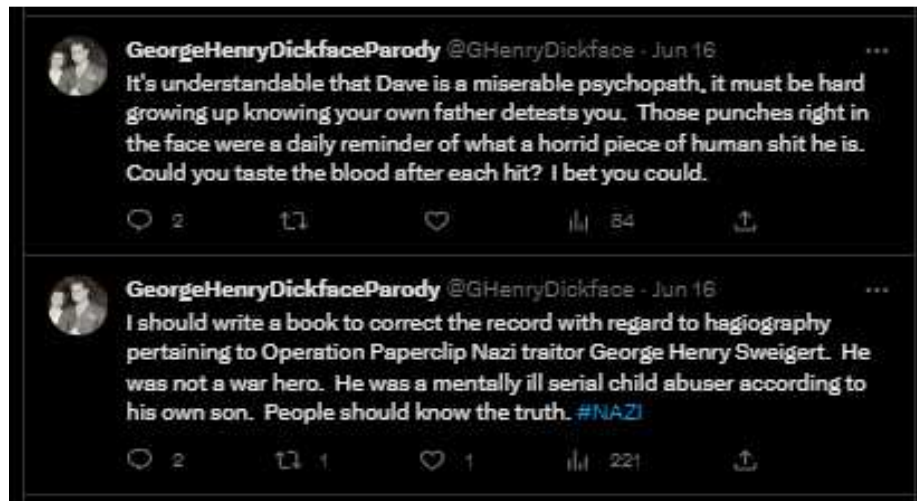 GeorgeHenryDickfaceParody @GHenryDickface · Jun 16
It's understandable that Dave is a miserable psychopath, it must be hard
growing up knowing your own father detests you. Those punches right in
the face were a daily reminder of what a horrid piece of human shit he is.
Could you taste the blood after each hit? I bet you could.
2 84
GeorgeHenryDickfaceParody @GHenryDickface · Jun 16
I should write a book to correct the record with regard to hagiography
pertaining to Operation Paperclip Nazi traitor George Henry Sweigert. He
was not a war hero. He was a mentally ill serial child abuser according to
his own son. People should know the truth. #NAZI
2 1 1 221